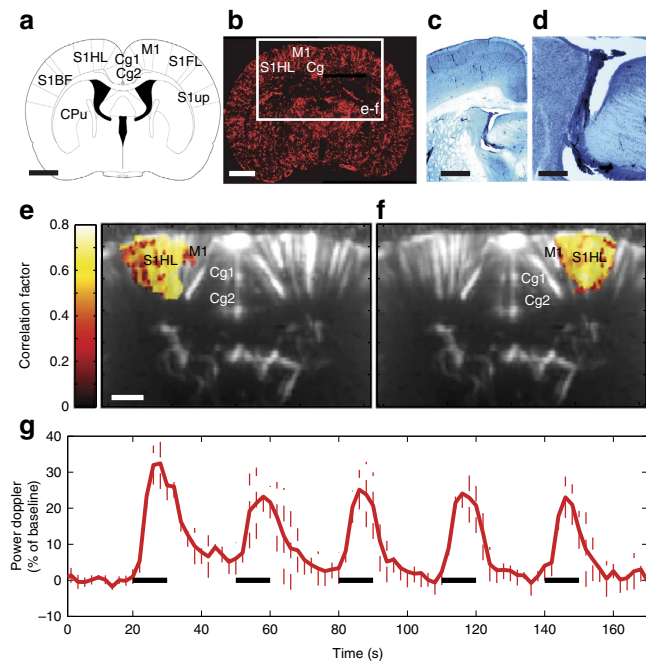 a
S1HL
M1
Cg1
Cg2
S1FL
S1BF
S1up
CPu
b
M1
S1HL
Cg
e-f
c
d
e
0.8
0.6
0.4
0.2
0
Correlation factor
S1HL
M1
Cg1
Cg2
f
M1
S1HL
Cg1
Cg2
g
Power doppler
(% of baseline)
40
30
20
10
0
−10
0
20
40
60
80
100
120
140
160
Time (s)